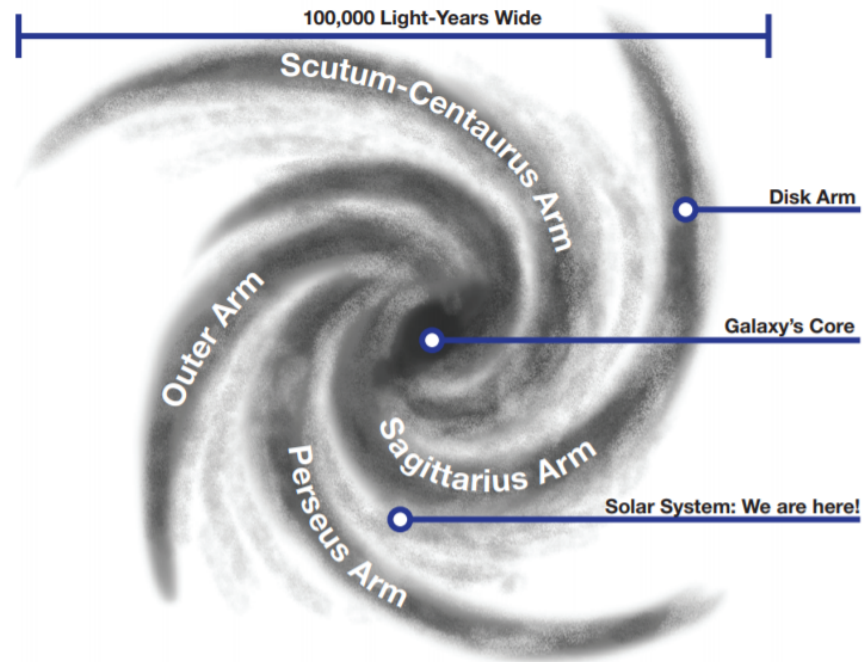 100,000 Light-Years Wide
Scutum-Centaurus Arm
Disk Arm
Outer Arm
Galaxy's Core
Sagittarius Arm
Perseus Arm
Solar System: We are here!